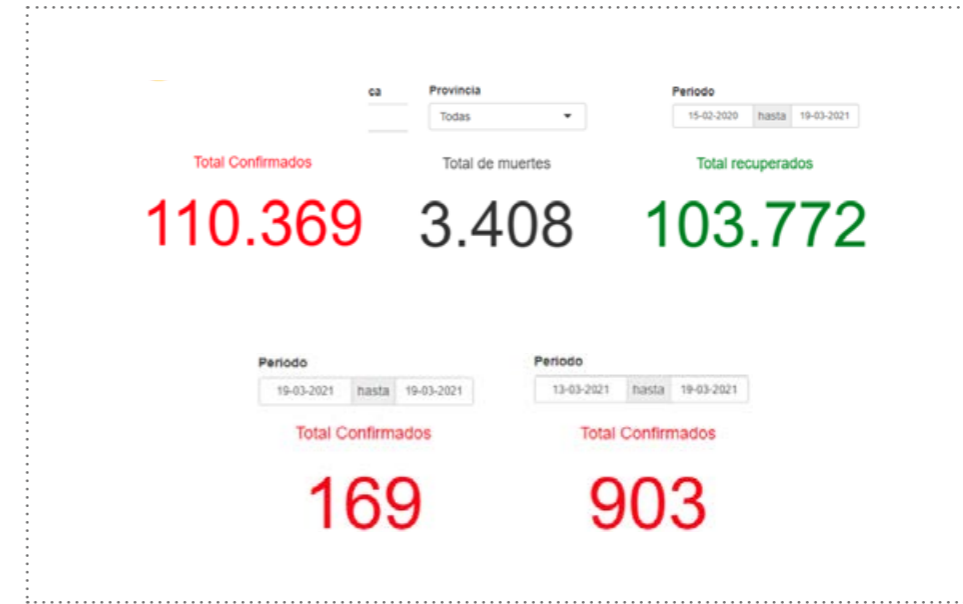 ca Provincia Periodo
Todas 15-02-2020 hasta 19-03-2021
Total Confirmados Total de muertes Total recuperados
110.369 3.408 103.772
Periodo Periodo
19-03-2021 hasta 19-03-2021 13-03-2021 hasta 19-03-2021
Total Confirmados Total Confirmados
169 903